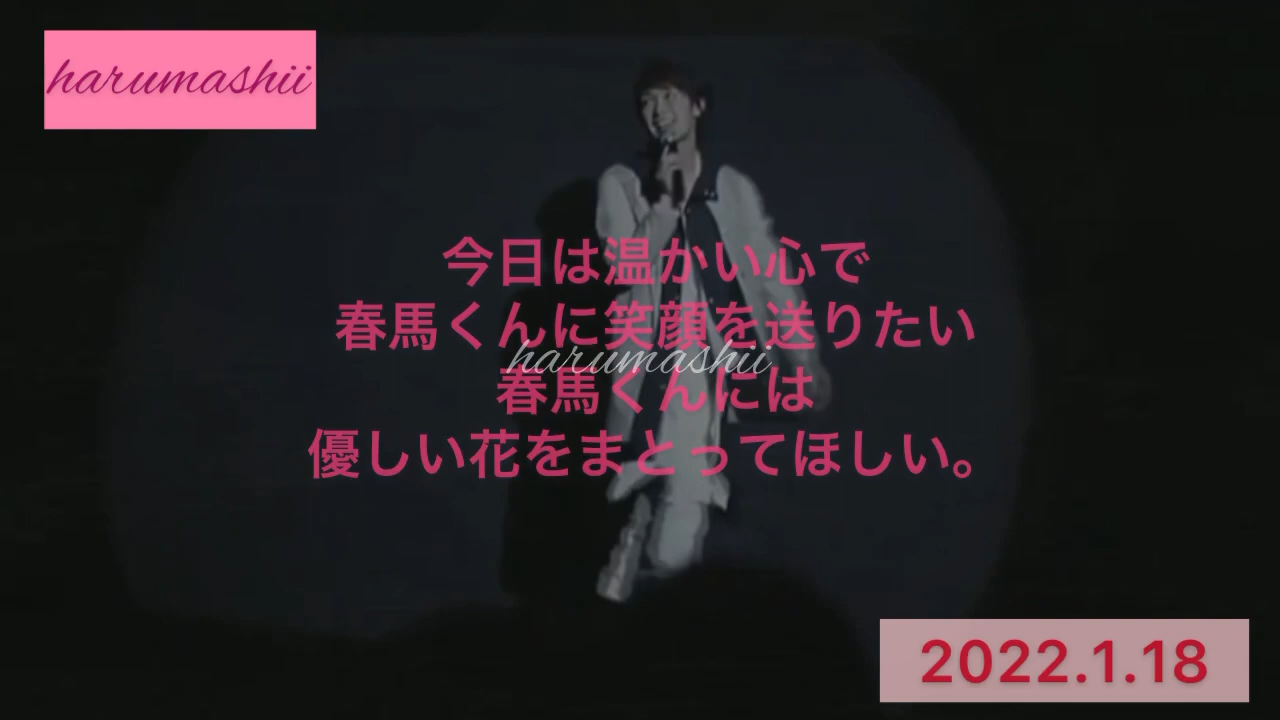 harumashii
今日は温かい心で
春馬くんに笑顔を送りたい
harumashii
春馬くんには
優しい花をまとってほしい。
2022.1.18